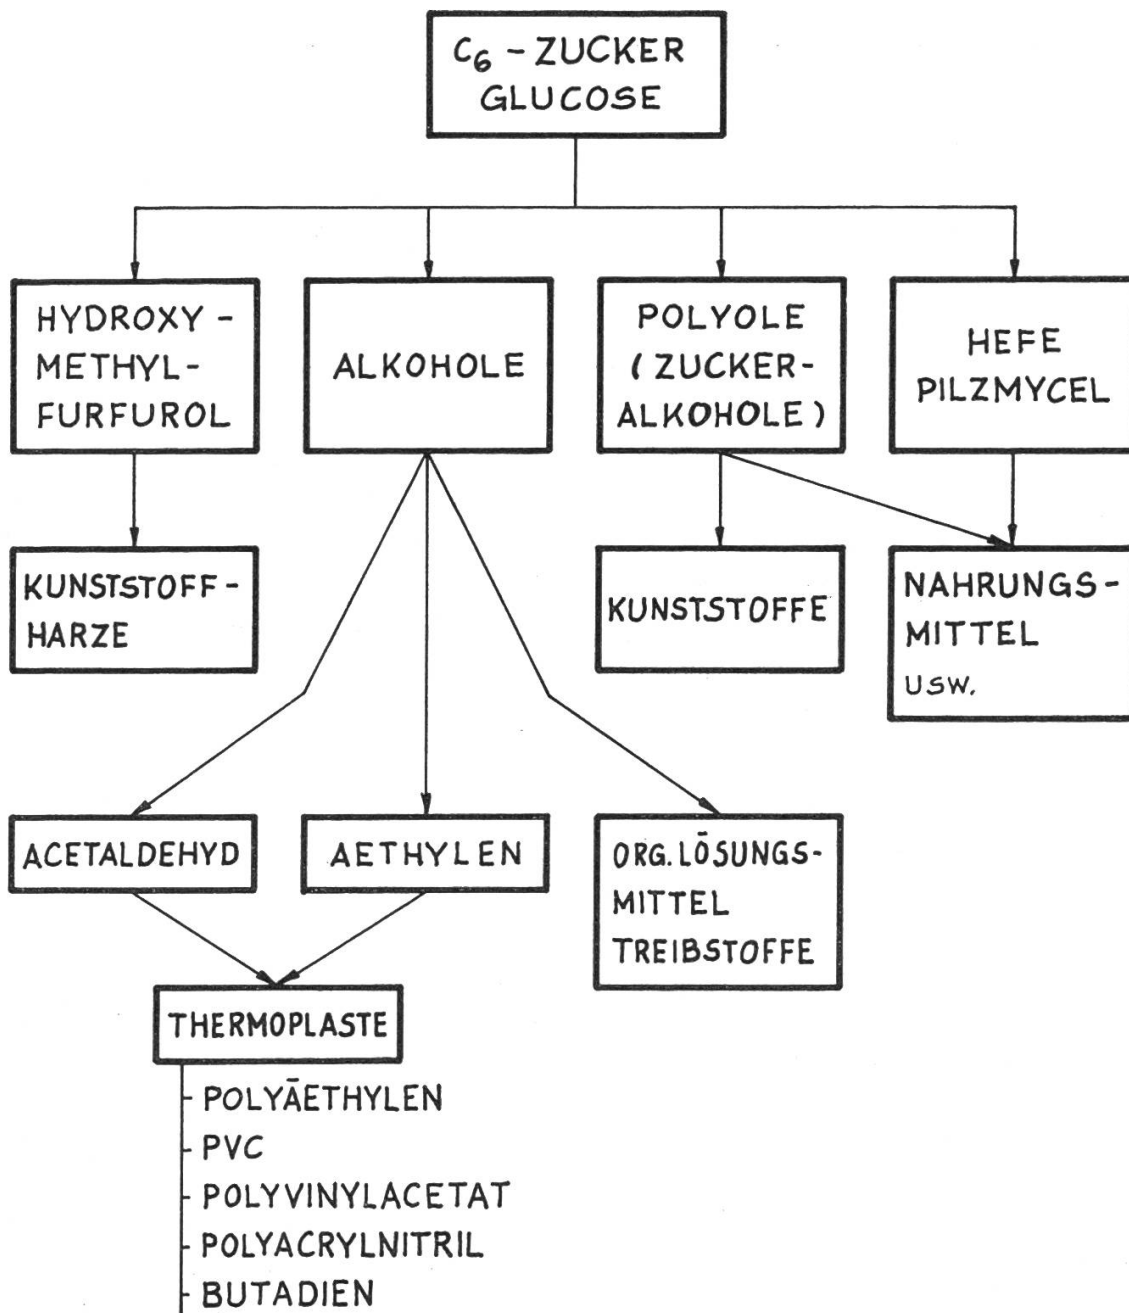 C₆ - ZUCKER
GLUCOSE
HYDROXY-
METHYL-
FURFUROL
ALKOHOLE
POLYOLE
(ZUCKER-
ALKOHOLE)
HEFE
PILZMYCEL
KUNSTSTOFF-
HARZE
KUNSTSTOFFE
NAHRUNGS-
MITTEL
USW.
ACETALDEHYD
AETHYLEN
ORG. LÖSUNGS-
MITTEL
TREIBSTOFFE
THERMOPLASTE
- POLYÄETHYLEN
- PVC
- POLYVINYLACETAT
- POLYACRYLNITRIL
- BUTADIEN